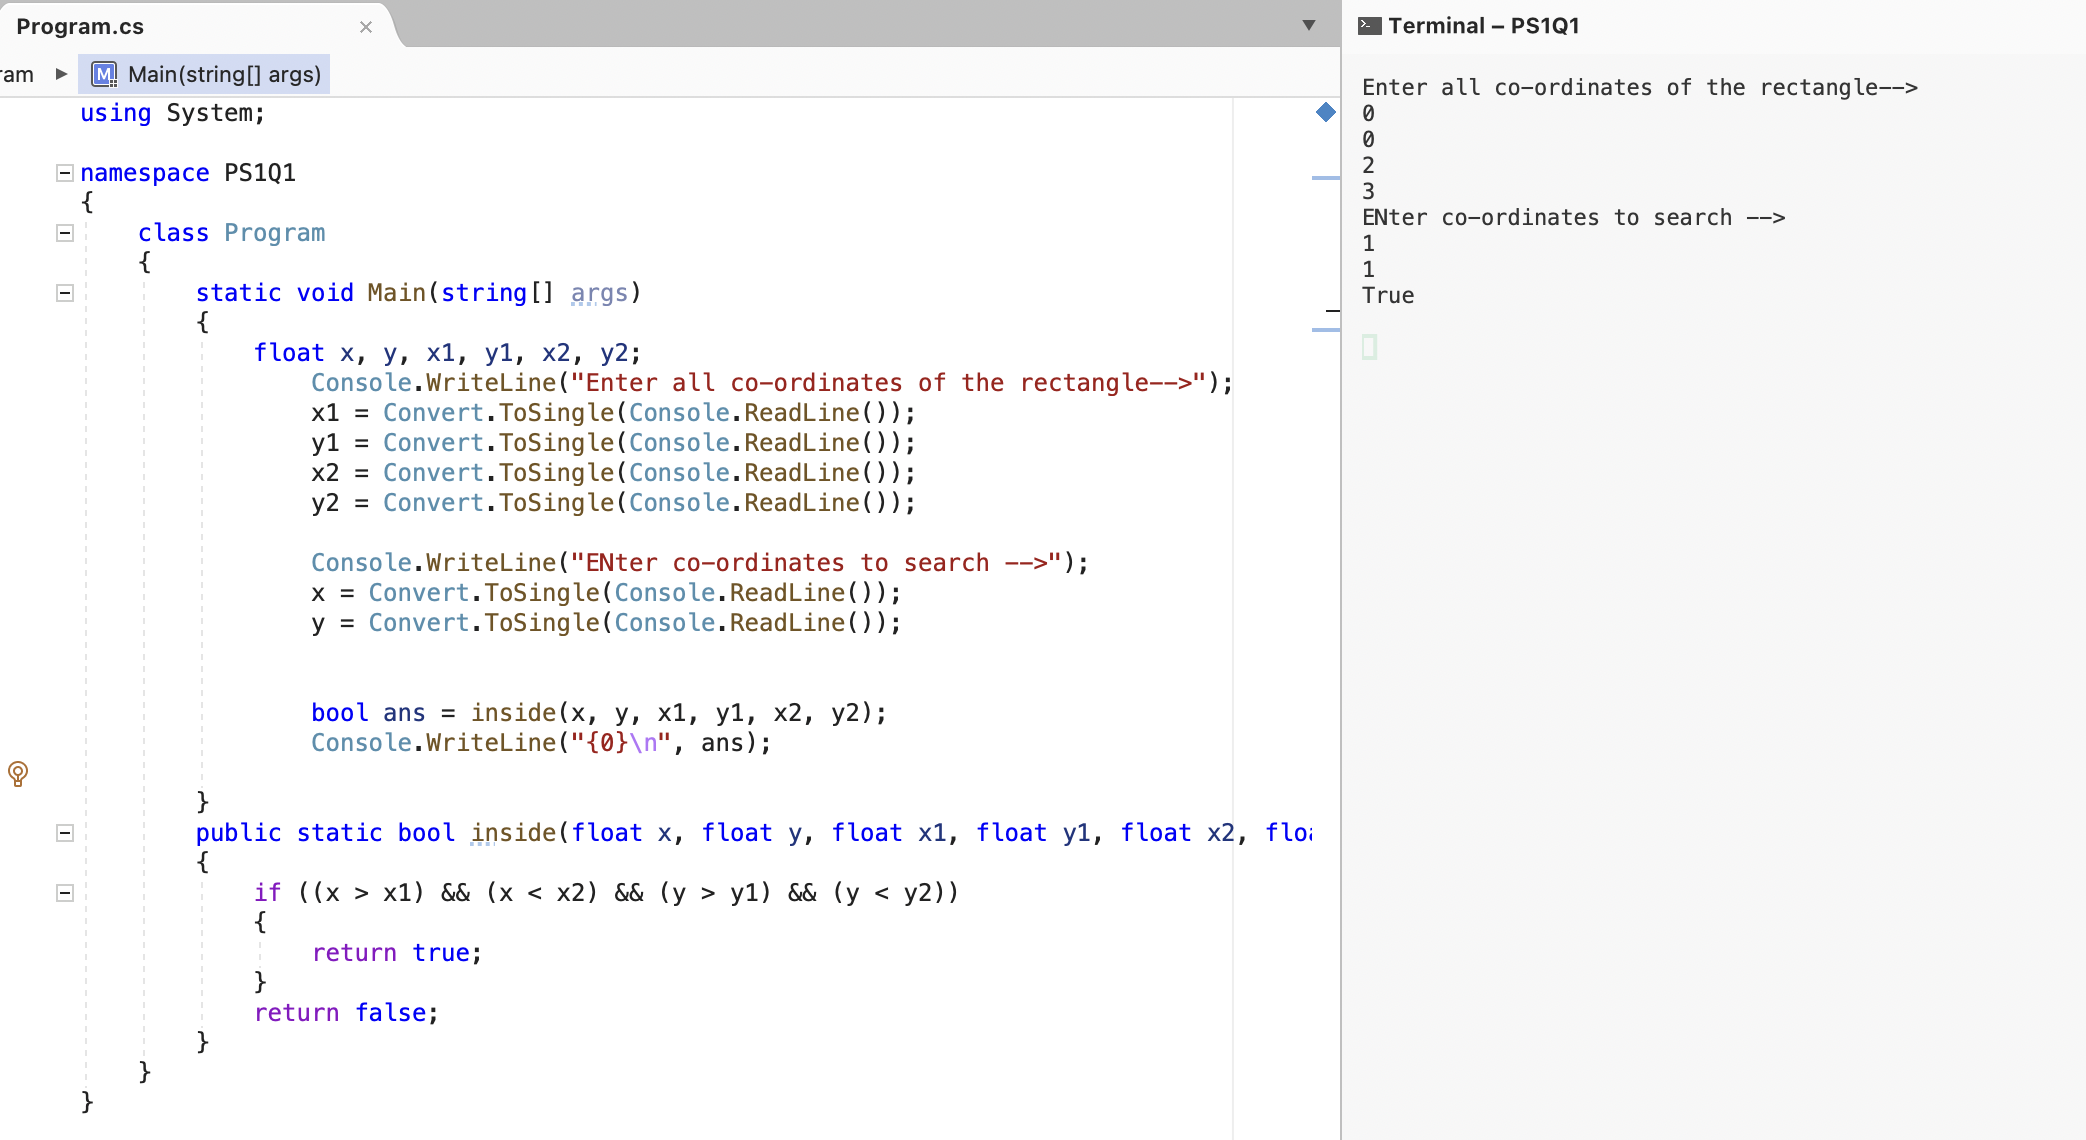 Program.cs
Terminal – PS1Q1
ram ▶ Main(string[] args)
using System;
namespace PS1Q1
{
class Program
{
static void Main(string[] args)
{
float x, y, x1, y1, x2, y2;
Console.WriteLine("Enter all co-ordinates of the rectangle-->");
x1 = Convert.ToSingle(Console.ReadLine());
y1 = Convert.ToSingle(Console.ReadLine());
x2 = Convert.ToSingle(Console.ReadLine());
y2 = Convert.ToSingle(Console.ReadLine());
Console.WriteLine("ENter co-ordinates to search -->");
x = Convert.ToSingle(Console.ReadLine());
y = Convert.ToSingle(Console.ReadLine());
bool ans = inside(x, y, x1, y1, x2, y2);
Console.WriteLine("{0}\n", ans);
}
public static bool inside(float x, float y, float x1, float y1, float x2, floa
{
if ((x > x1) && (x < x2) && (y > y1) && (y < y2))
{
return true;
}
return false;
}
}
}
Enter all co-ordinates of the rectangle-->
0
0
2
3
ENter co-ordinates to search -->
1
1
True